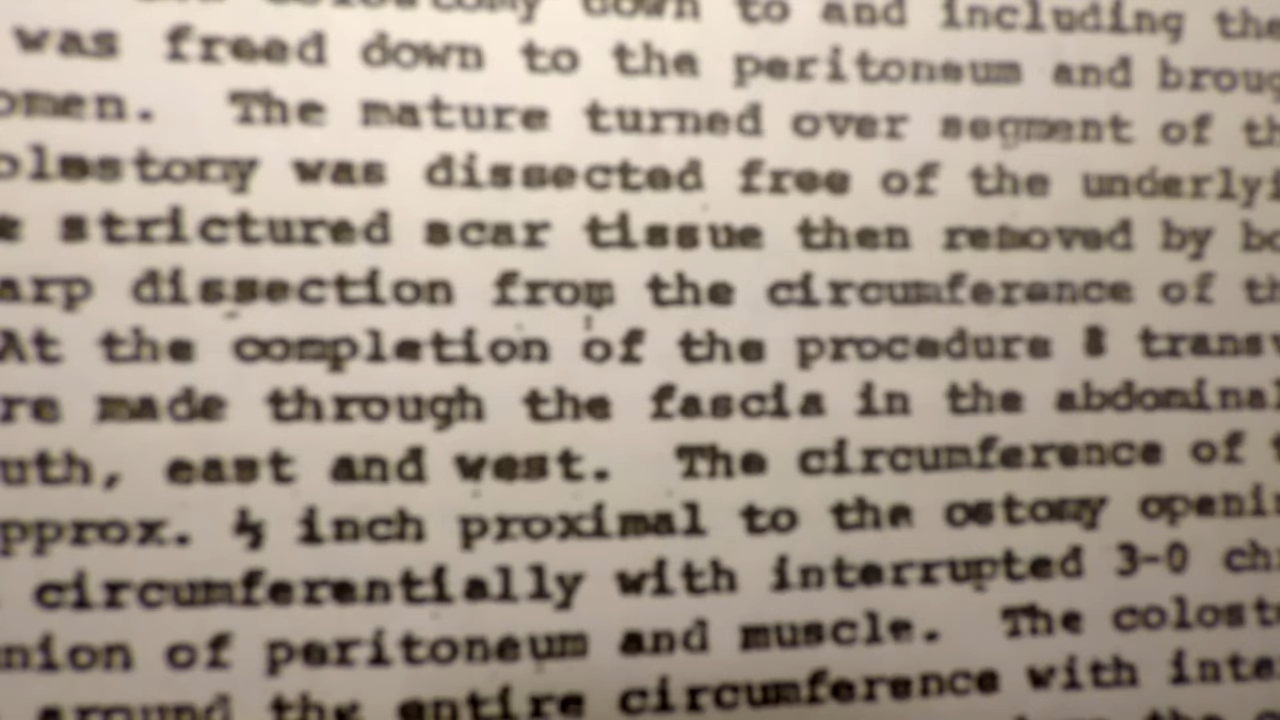 colostomy down to and including the
was freed down to the peritoneum and broug
omen. The mature turned over segment of th
olostomy was dissected free of the underlyi
e strictured scar tissue then removed by bo
arp dissection from the circumference of th
At the completion of the procedure 8 transv
re made through the fascia in the abdominal
uth, east and west. The circumference of t
pprox. ½ inch proximal to the ostomy openi
circumferentially with interrupted 3-0 ch
nion of peritoneum and muscle. The colosto
around the entire circumference with inte
the